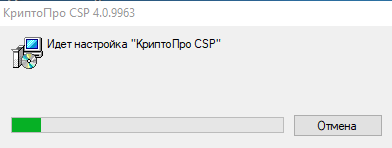 КриптоПро CSP 4.0.9963
Идет настройка "КриптоПро CSP"
Отмена